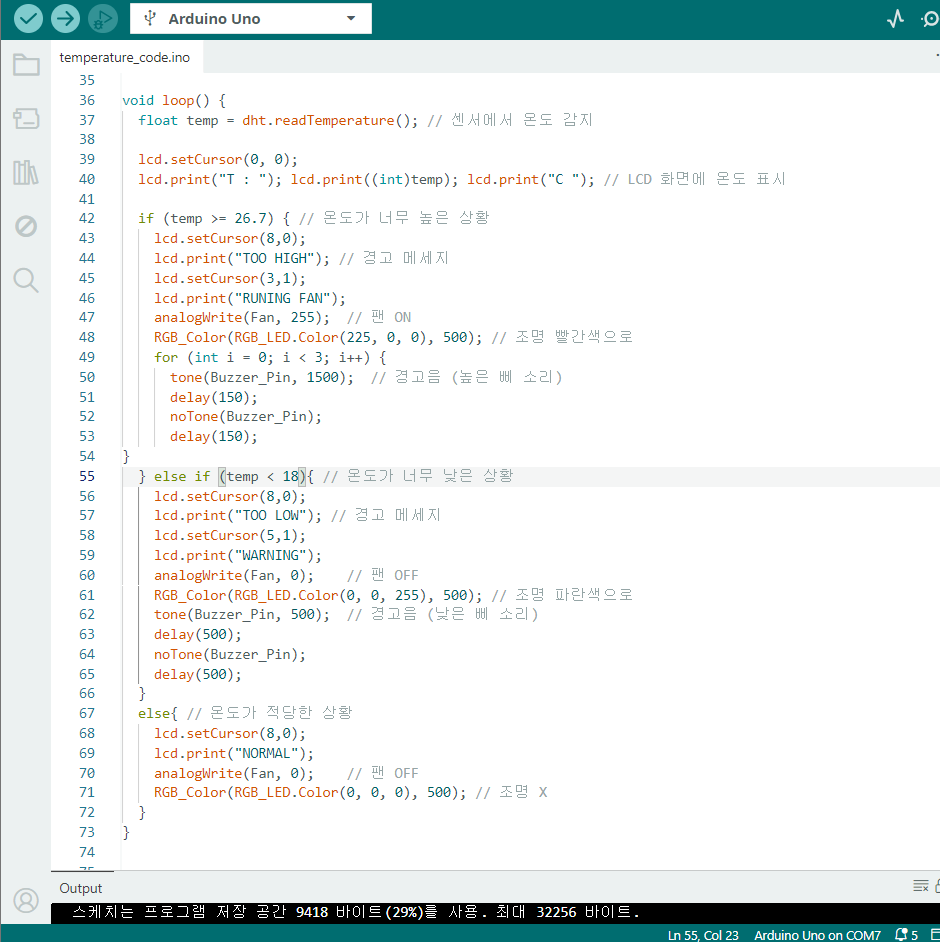 Arduino Uno
temperature_code.ino
35
36 void loop() {
37 float temp = dht.readTemperature(); // 센서에서 온도 감지
38
39 lcd.setCursor(0, 0);
40 lcd.print("T : "); lcd.print((int)temp); lcd.print("C "); // LCD 화면에 온도 표시
41
42 if (temp >= 26.7) { // 온도가 너무 높은 상황
43 lcd.setCursor(8,0);
44 lcd.print("TOO HIGH"); // 경고 메세지
45 lcd.setCursor(3,1);
46 lcd.print("RUNING FAN");
47 analogWrite(Fan, 255); // 팬 ON
48 RGB_Color(RGB_LED.Color(225, 0, 0), 500); // 조명 빨간색으로
49 for (int i = 0; i < 3; i++) {
50 tone(Buzzer_Pin, 1500); // 경고음 (높은 삐 소리)
51 delay(150);
52 noTone(Buzzer_Pin);
53 delay(150);
54 }
55 } else if (temp < 18){ // 온도가 너무 낮은 상황
56 lcd.setCursor(8,0);
57 lcd.print("TOO LOW"); // 경고 메세지
58 lcd.setCursor(5,1);
59 lcd.print("WARNING");
60 analogWrite(Fan, 0); // 팬 OFF
61 RGB_Color(RGB_LED.Color(0, 0, 255), 500); // 조명 파란색으로
62 tone(Buzzer_Pin, 500); // 경고음 (낮은 삐 소리)
63 delay(500);
64 noTone(Buzzer_Pin);
65 delay(500);
66 }
67 else{ // 온도가 적당한 상황
68 lcd.setCursor(8,0);
69 lcd.print("NORMAL");
70 analogWrite(Fan, 0); // 팬 OFF
71 RGB_Color(RGB_LED.Color(0, 0, 0), 500); // 조명 X
72 }
73 }
74
Output
스케치는 프로그램 저장 공간 9418 바이트(29%)를 사용. 최대 32256 바이트.
Ln 55, Col 23 Arduino Uno on COM7 5